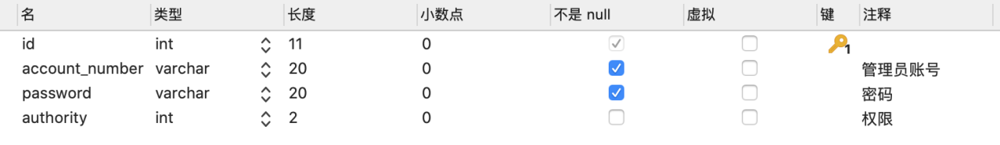 名 类型 长度 小数点 不是 null 虚拟 键 注释
id int 11 0 1
account_number varchar 20 0 管理员账号
password varchar 20 0 密码
authority int 2 0 权限